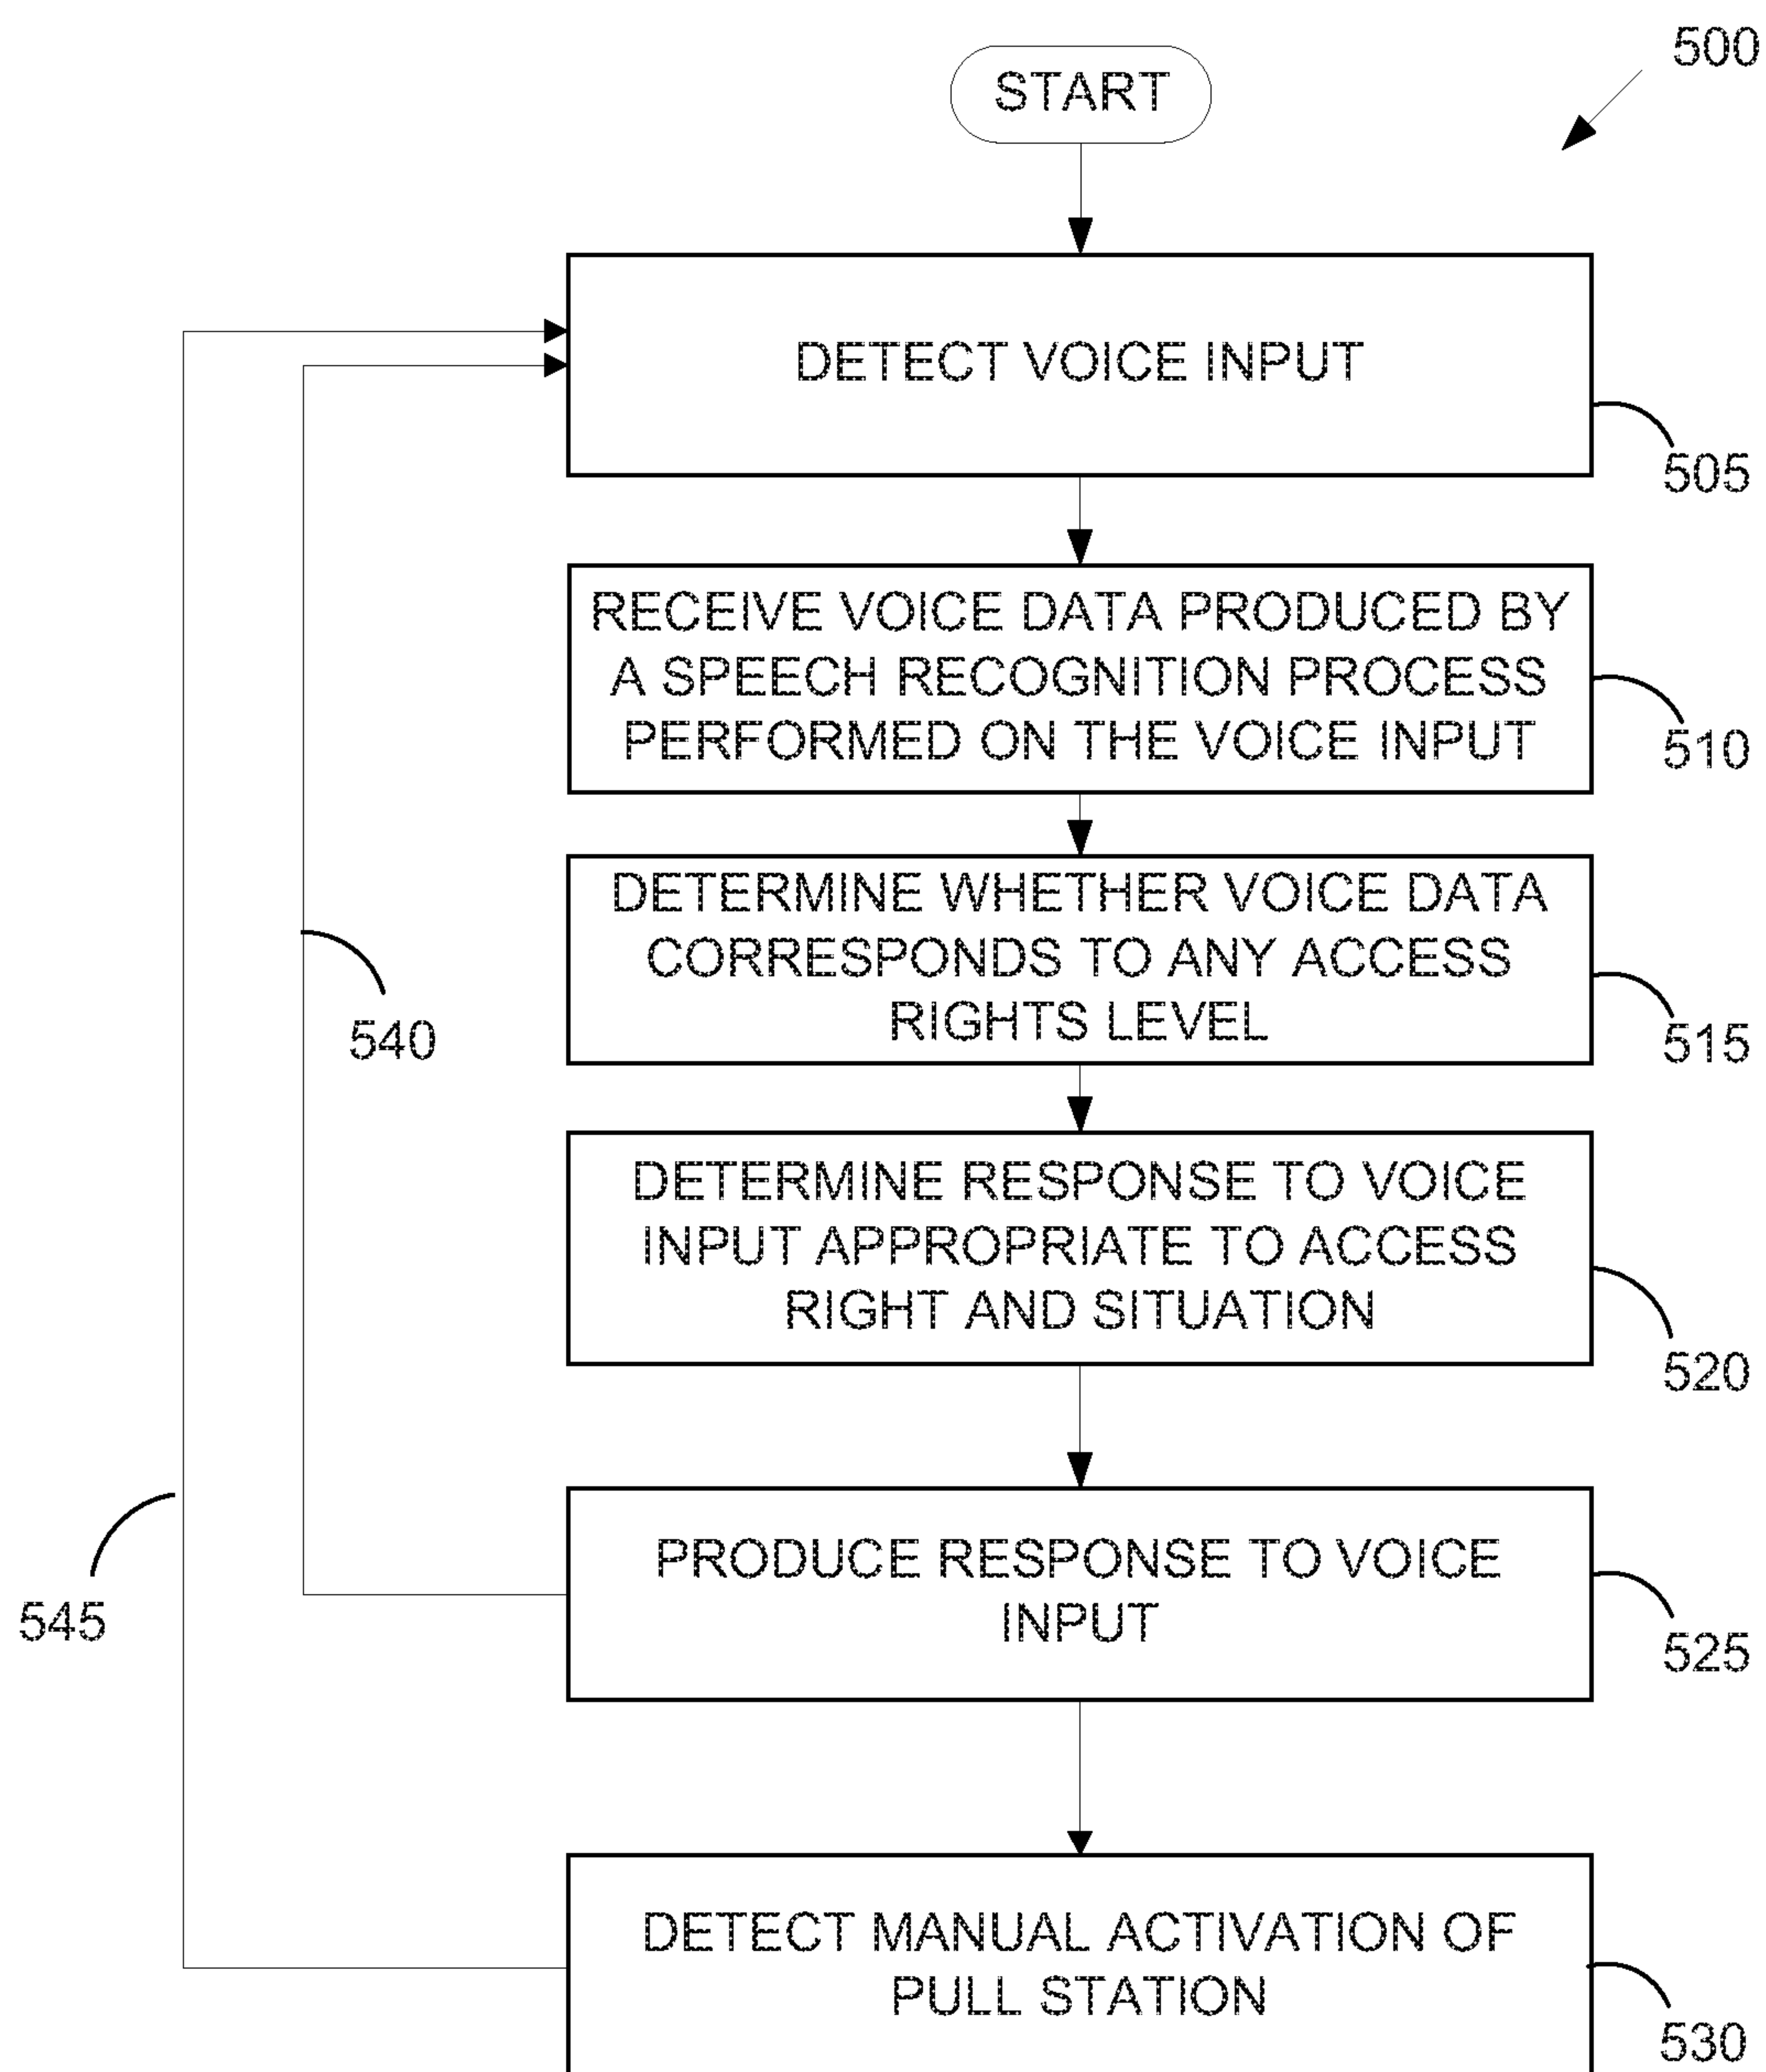 500
START
DETECT VOICE INPUT
505
RECEIVE VOICE DATA PRODUCED BY
A SPEECH RECOGNITION PROCESS
PERFORMED ON THE VOICE INPUT
510
DETERMINE WHETHER VOICE DATA
CORRESPONDS TO ANY ACCESS
RIGHTS LEVEL
515
540
DETERMINE RESPONSE TO VOICE
INPUT APPROPRIATE TO ACCESS
RIGHT AND SITUATION
520
PRODUCE RESPONSE TO VOICE
INPUT
525
545
DETECT MANUAL ACTIVATION OF
PULL STATION
530